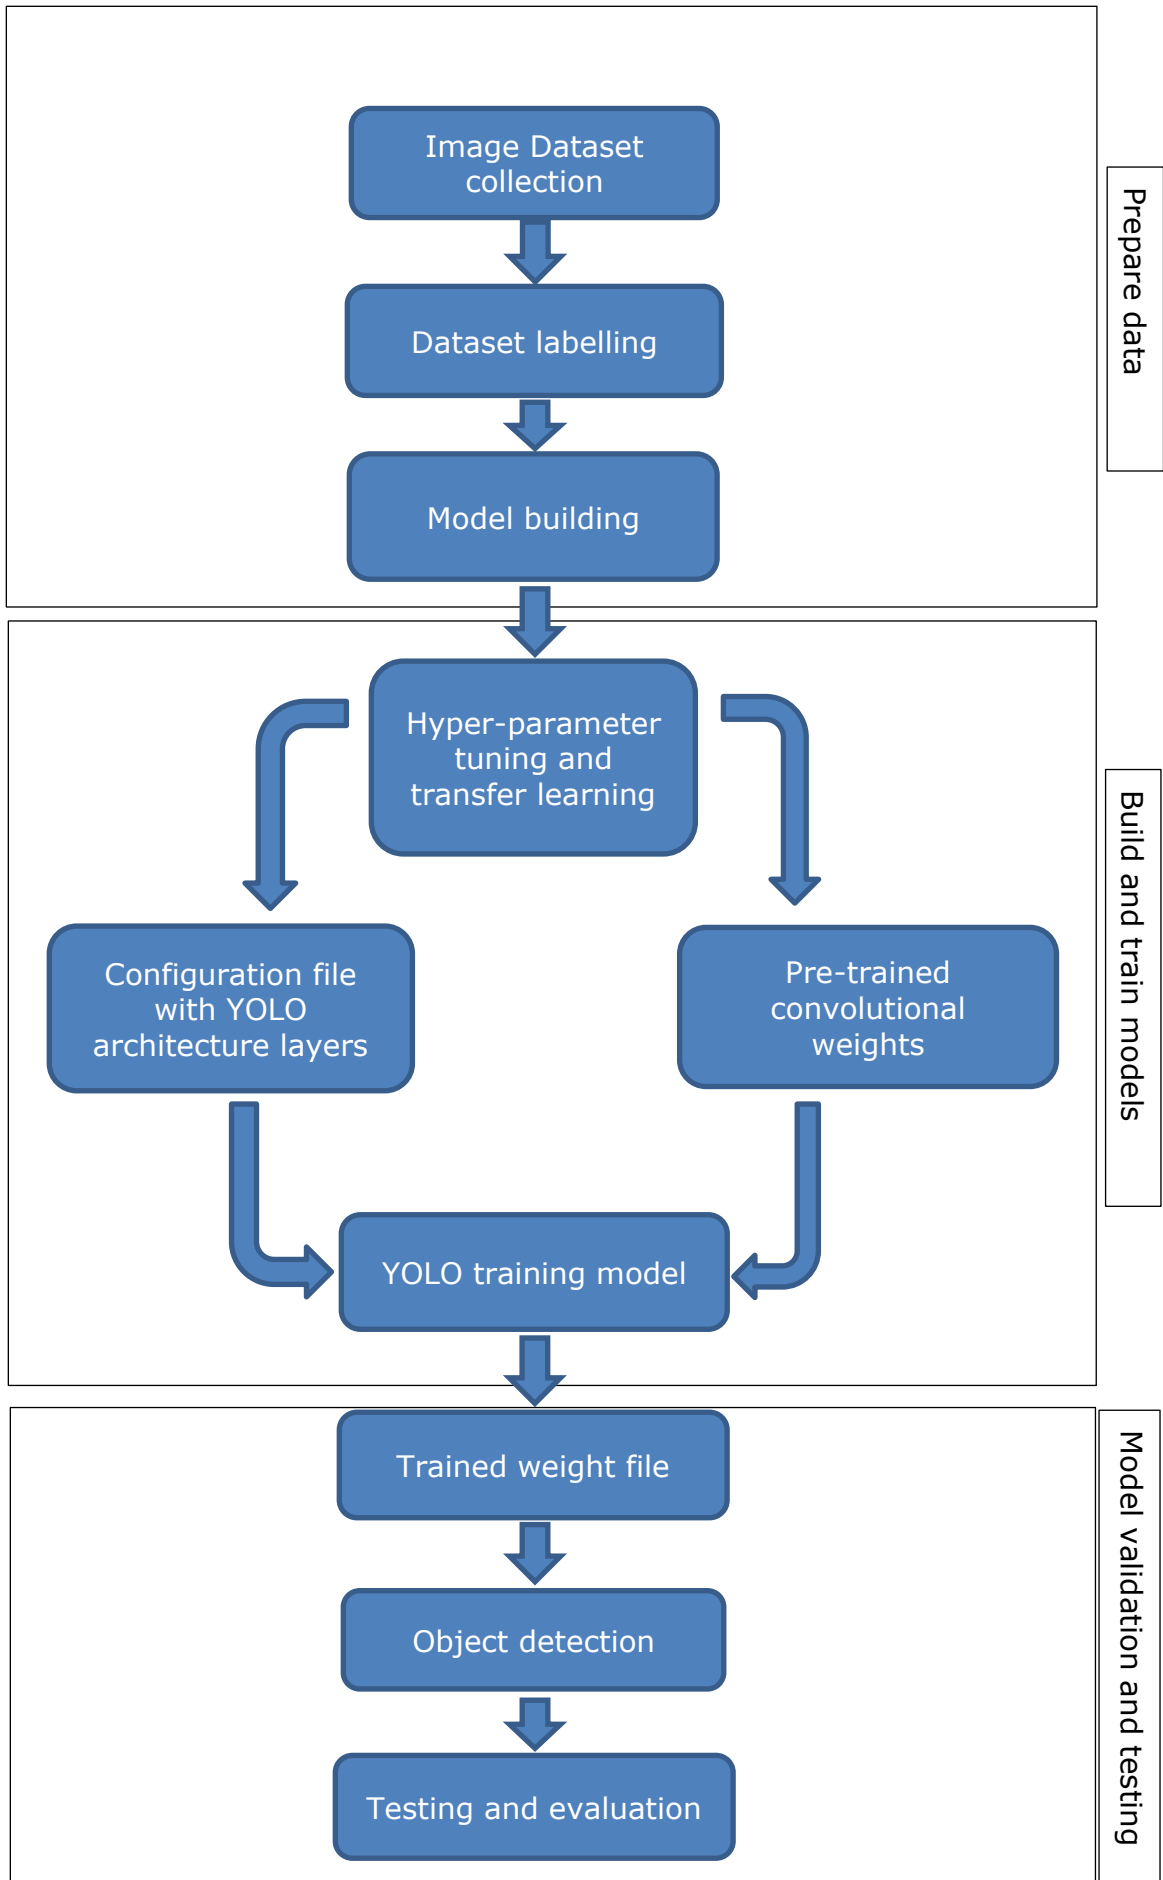 Image Dataset
collection
Prepare data
Dataset labelling
Model building
Hyper-parameter
tuning and
transfer learning
Build and train models
Configuration file
with YOLO
architecture layers
Pre-trained
convolutional
weights
YOLO training model
Trained weight file
Model validation and testing
Object detection
Testing and evaluation